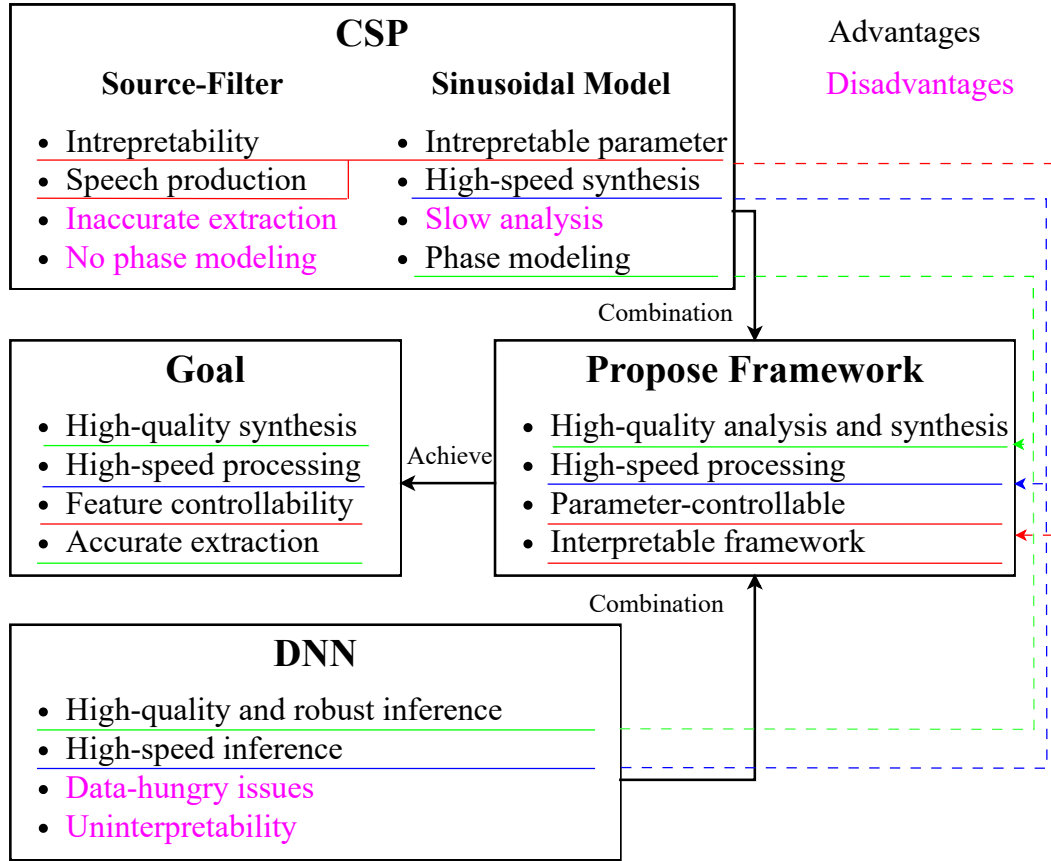 CSP
Advantages
Disadvantages
Source-Filter
Sinusoidal Model
• Intrepretability
• Speech production
• Inaccurate extraction
• No phase modeling
• Intrepretable parameter
• High-speed synthesis
• Slow analysis
• Phase modeling
Combination
Goal
• High-quality synthesis
• High-speed processing
• Feature controllability
• Accurate extraction
Achieve
Propose Framework
• High-quality analysis and synthesis
• High-speed processing
• Parameter-controllable
• Interpretable framework
Combination
DNN
• High-quality and robust inference
• High-speed inference
• Data-hungry issues
• Uninterpretability